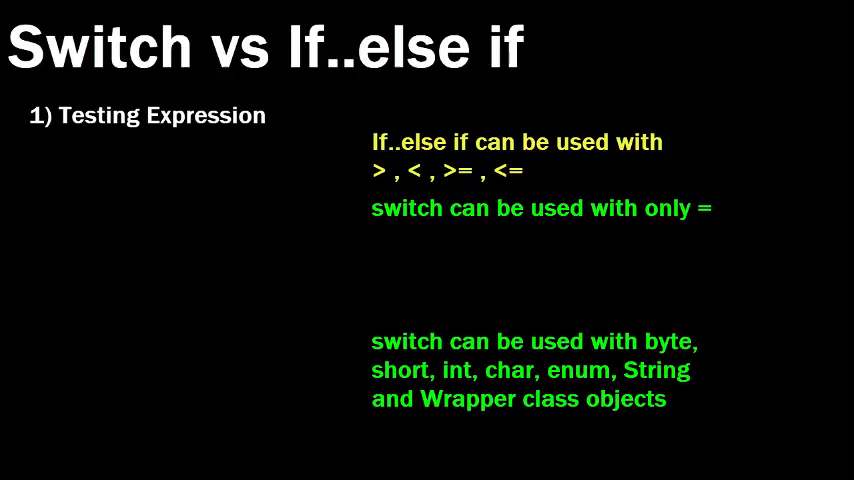 Switch vs If..else if
1) Testing Expression
If..else if can be used with
> , < , >= , <=
switch can be used with only =
switch can be used with byte,
short, int, char, enum, String
and Wrapper class objects